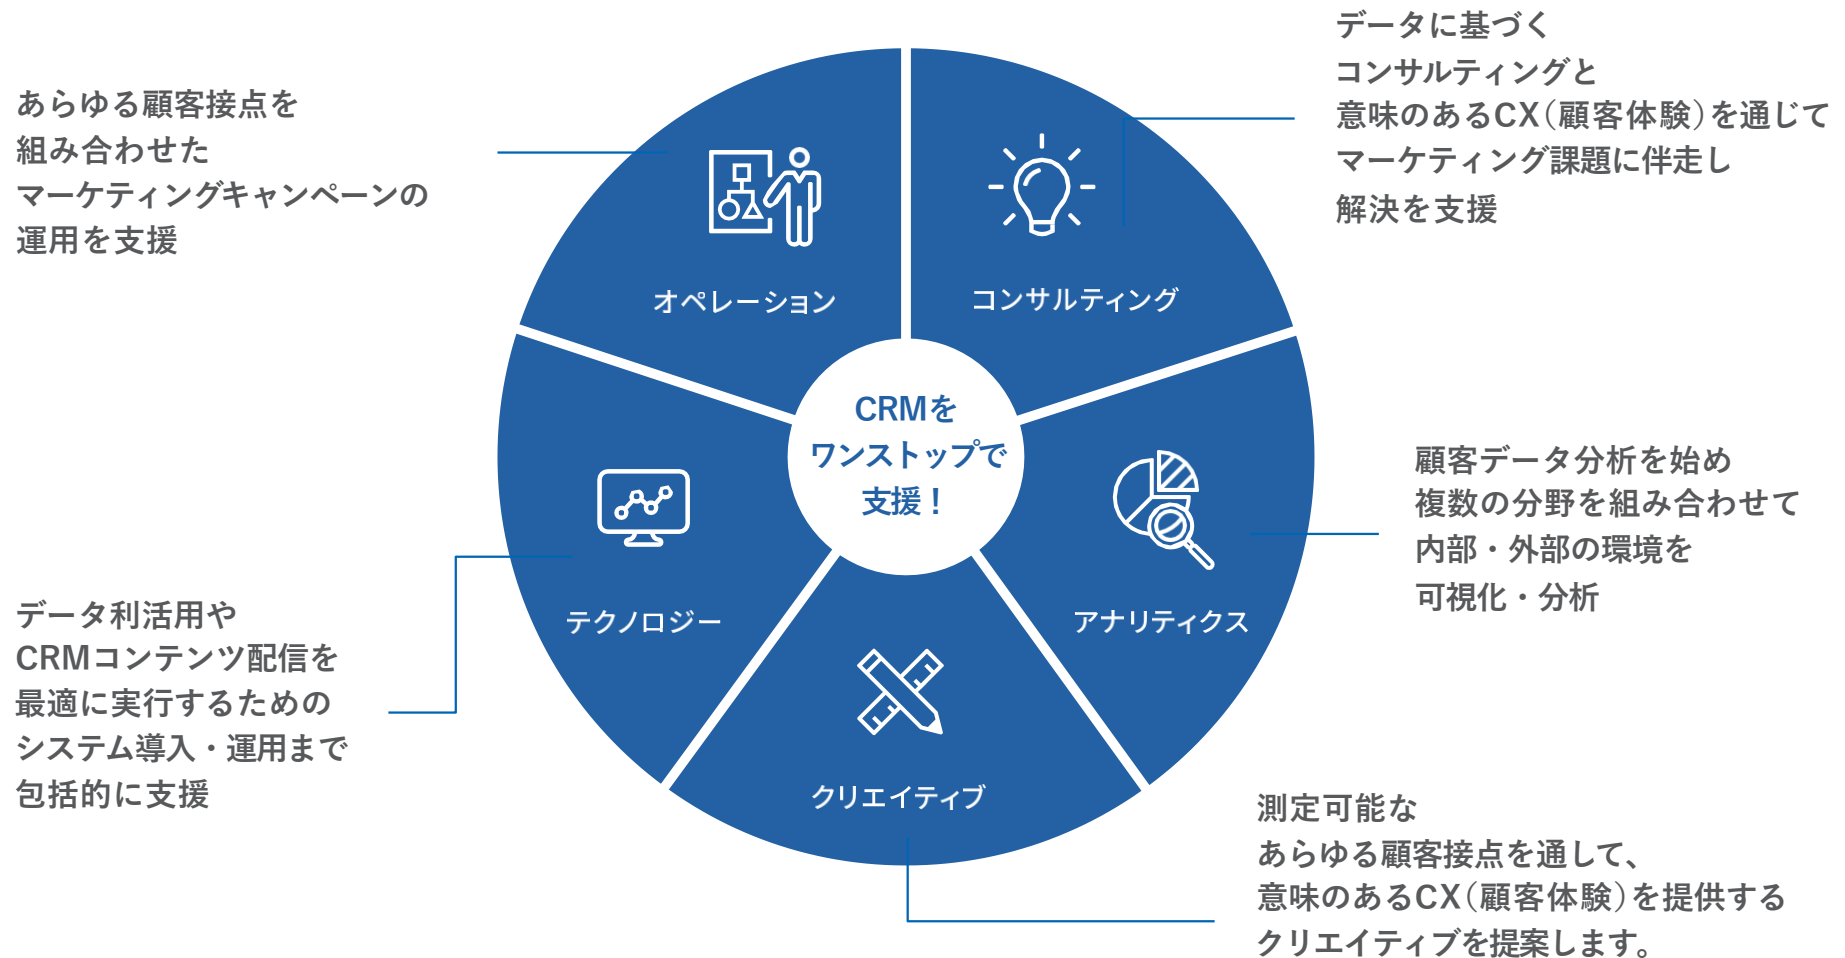 データに基づく
コンサルティングと
意味のあるCX（顧客体験）を通じて
マーケティング課題に伴走し
解決を支援
あらゆる顧客接点を
組み合わせた
マーケティングキャンペーンの
運用を支援
オペレーション
コンサルティング
CRMを
ワンストップで
支援！
顧客データ分析を始め
複数の分野を組み合わせて
内部・外部の環境を
可視化・分析
テクノロジー
アナリティクス
データ利活用や
CRMコンテンツ配信を
最適に実行するための
システム導入・運用まで
包括的に支援
クリエイティブ
測定可能な
あらゆる顧客接点を通して、
意味のあるCX（顧客体験）を提供する
クリエイティブを提案します。